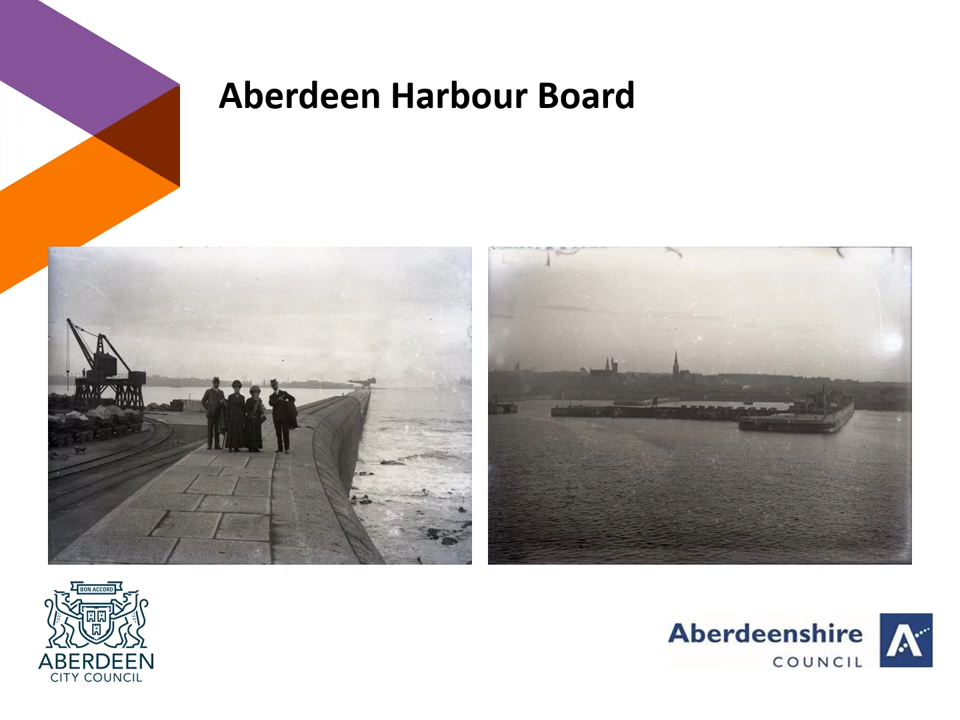 Aberdeen Harbour Board
BON ACCORD
ABERDEEN
CITY COUNCIL
Aberdeenshire
COUNCIL